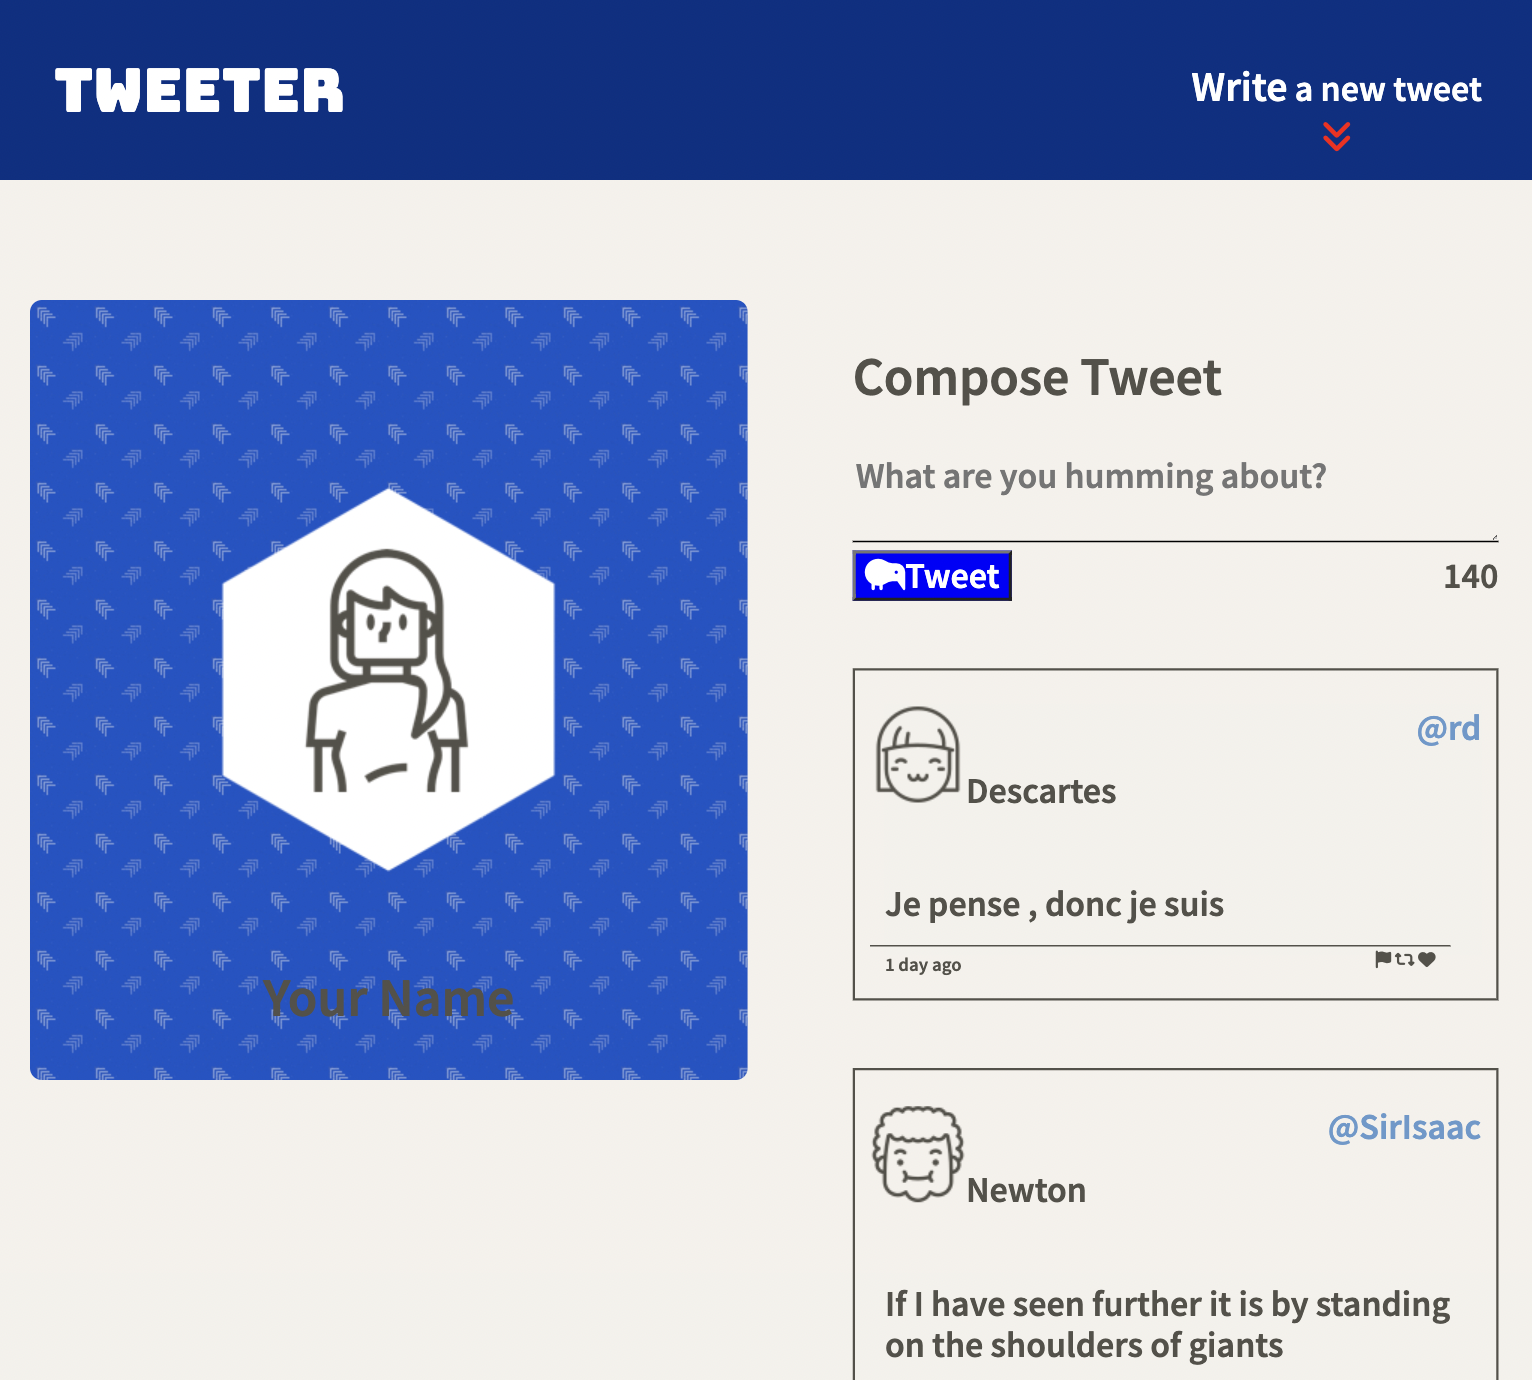 TWEETER
Write a new tweet
Your Name
Compose Tweet
What are you humming about?
Tweet
140
@rd
Descartes
Je pense , donc je suis
1 day ago
@SirIsaac
Newton
If I have seen further it is by standing
on the shoulders of giants